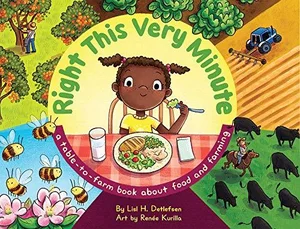 Right This Very Minute
a table-to-farm book about food and farming
By Lisl H. Detlefsen
Art by Renée Kurilla